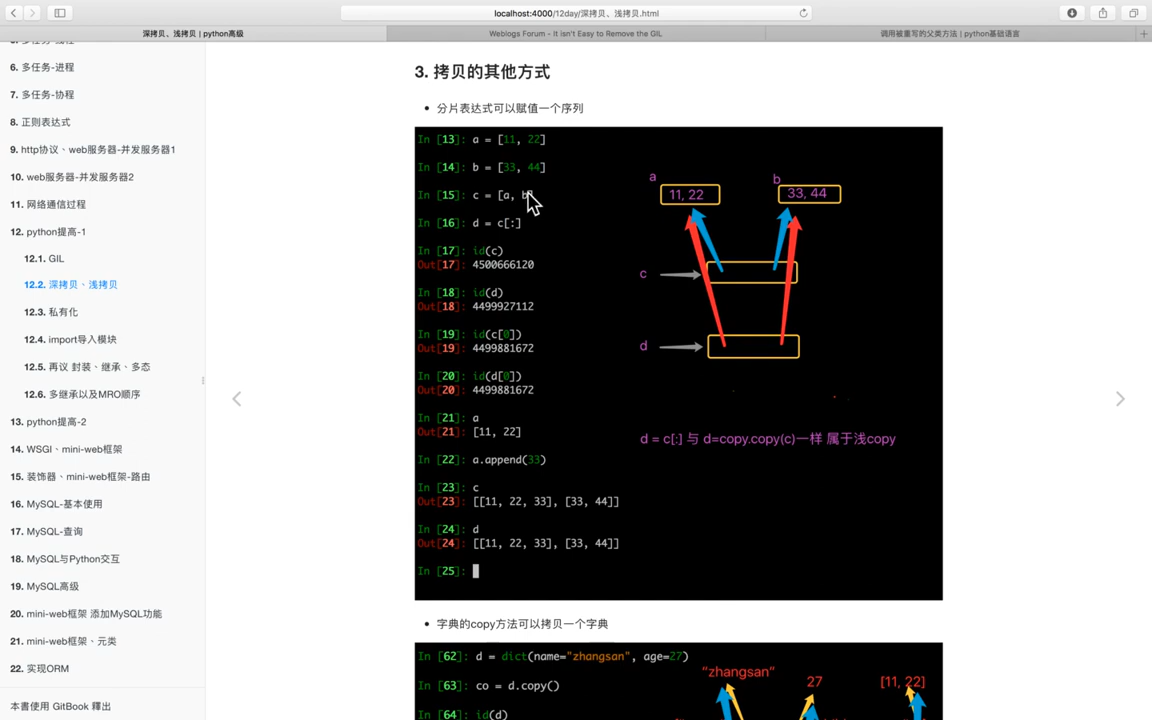 localhost:4000/12day/深拷贝、浅拷贝.html
深拷贝、浅拷贝 | python高级
Weblogs Forum - It isn't Easy to Remove the GIL
调用被重写的父类方法 | python基础语言
6. 多任务-进程
7. 多任务-协程
8. 正则表达式
9. http协议、web服务器-并发服务器1
10. web服务器-并发服务器2
11. 网络通信过程
12. python提高-1
12.1. GIL
12.2. 深拷贝、浅拷贝
12.3. 私有化
12.4. import导入模块
12.5. 再议 封装、继承、多态
12.6. 多继承以及MRO顺序
13. python提高-2
14. WSGI、mini-web框架
15. 装饰器、mini-web框架-路由
16. MySQL-基本使用
17. MySQL-查询
18. MySQL与Python交互
19. MySQL高级
20. mini-web框架 添加MySQL功能
21. mini-web框架、元类
22. 实现ORM
本書使用 GitBook 釋出
3. 拷贝的其他方式
• 分片表达式可以赋值一个序列
In [13]: a = [11, 22]
In [14]: b = [33, 44]
In [15]: c = [a, b]
In [16]: d = c[:]
In [17]: id(c)
Out[17]: 4500666120
In [18]: id(d)
Out[18]: 4499927112
In [19]: id(c[0])
Out[19]: 4499881672
In [20]: id(d[0])
Out[20]: 4499881672
In [21]: a
Out[21]: [11, 22]
In [22]: a.append(33)
In [23]: c
Out[23]: [[11, 22, 33], [33, 44]]
In [24]: d
Out[24]: [[11, 22, 33], [33, 44]]
In [25]:
a
b
11, 22
33, 44
c
d
d = c[:] 与 d=copy.copy(c)一样 属于浅copy
• 字典的copy方法可以拷贝一个字典
In [62]: d = dict(name="zhangsan", age=27)
In [63]: co = d.copy()
In [64]: id(d)
"zhangsan"
27
[11, 22]